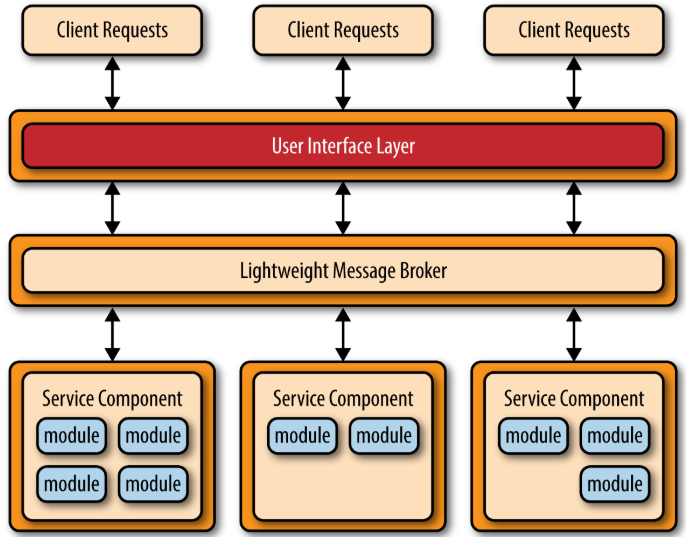 Client Requests
Client Requests
Client Requests
User Interface Layer
Lightweight Message Broker
Service Component
module module
module module
Service Component
module module
Service Component
module module
module